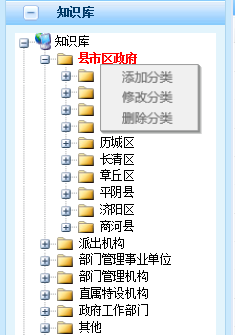 知识库
知识库
县市区政府
添加分类
修改分类
删除分类
历城区
长青区
章丘区
平阴县
济阳区
商河县
派出机构
部门管理事业单位
部门管理机构
直属特设机构
政府工作部门
其他